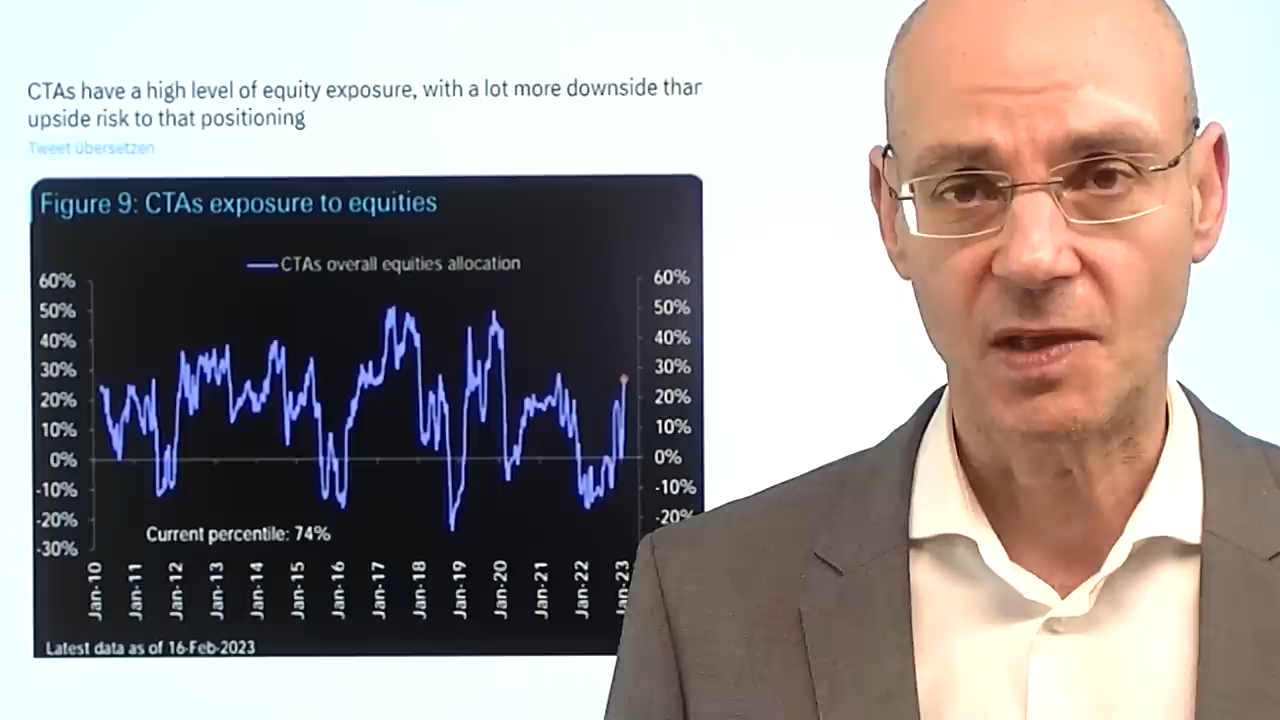 CTAs have a high level of equity exposure, with a lot more downside than
upside risk to that positioning
Tweet übersetzen
Figure 9: CTAs exposure to equities
CTAs overall equities allocation
60% 60%
50% 50%
40% 40%
30% 30%
20% 20%
10% 10%
0% 0%
-10% -10%
-20% -20%
-30%
Current percentile: 74%
Jan-10 Jan-11 Jan-12 Jan-13 Jan-14 Jan-15 Jan-16 Jan-17 Jan-18 Jan-19 Jan-20 Jan-21 Jan-22 Jan-23
Latest data as of 16-Feb-2023